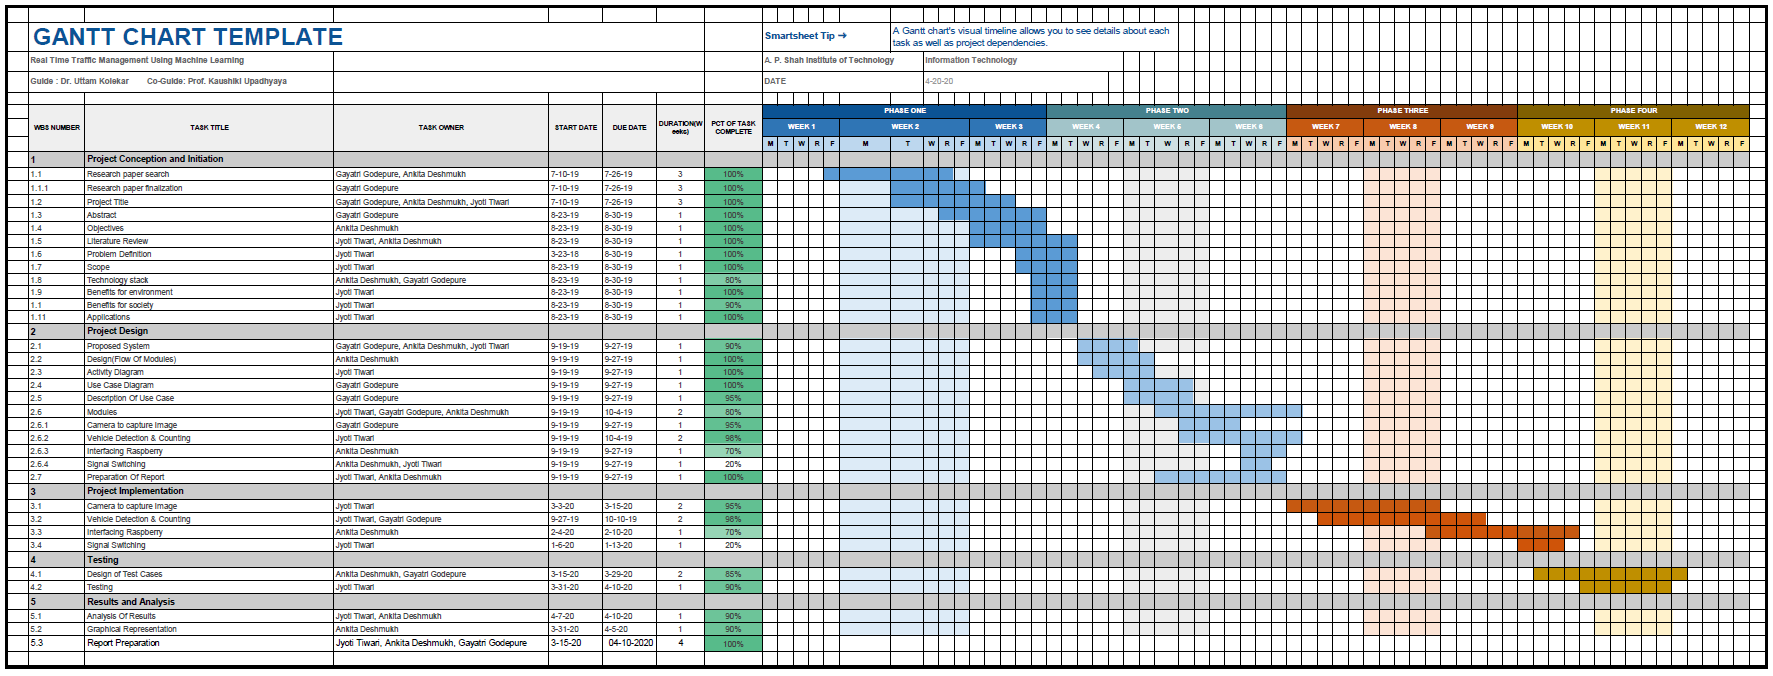 GANTT CHART TEMPLATE
Smartsheet Tip ➜
A Gantt chart's visual timeline allows you to see details about each
task as well as project dependencies.
Real Time Traffic Management Using Machine Learning
A. P. Shah Institute of Technology
Information Technology
Guide : Dr. Uttam Kolekar Co-Guide: Prof. Kaushiki Upadhyaya
DATE
4-20-20
WBS NUMBER TASK TITLE TASK OWNER START DATE DUE DATE DURATION(Weeks) PCT OF TASK COMPLETE
PHASE ONE PHASE TWO PHASE THREE PHASE FOUR
WEEK 1 WEEK 2 WEEK 3 WEEK 4 WEEK 5 WEEK 6 WEEK 7 WEEK 8 WEEK 9 WEEK 10 WEEK 11 WEEK 12
M T W R F M T W R F M T W R F M T W R F M T W R F M T W R F M T W R F M T W R F M T W R F M T W R F M T W R F M T W R F
1 Project Conception and Initiation
1.1 Research paper search Gayatri Godepure, Ankita Deshmukh 7-10-19 7-26-19 3 100%
1.1.1 Research paper finalization Gayatri Godepure 7-10-19 7-26-19 3 100%
1.2 Project Title Gayatri Godepure, Ankita Deshmukh, Jyoti Tiwari 7-10-19 7-26-19 3 100%
1.3 Abstract Gayatri Godepure 8-23-19 8-30-19 1 100%
1.4 Objectives Ankita Deshmukh 8-23-19 8-30-19 1 100%
1.5 Literature Review Jyoti Tiwari, Ankita Deshmukh 8-23-19 8-30-19 1 100%
1.6 Problem Definition Jyoti Tiwari 3-23-18 8-30-19 1 100%
1.7 Scope Jyoti Tiwari 8-23-19 8-30-19 1 100%
1.8 Technology stack Ankita Deshmukh, Gayatri Godepure 8-23-19 8-30-19 1 80%
1.9 Benefits for environment Jyoti Tiwari 8-23-19 8-30-19 1 100%
1.1 Benefits for society Jyoti Tiwari 8-23-19 8-30-19 1 90%
1.11 Applications Jyoti Tiwari 8-23-19 8-30-19 1 100%
2 Project Design
2.1 Proposed System Gayatri Godepure, Ankita Deshmukh, Jyoti Tiwari 9-19-19 9-27-19 1 90%
2.2 Design(Flow Of Modules) Ankita Deshmukh 9-19-19 9-27-19 1 100%
2.3 Activity Diagram Ankita Deshmukh 9-19-19 9-27-19 1 100%
2.4 Use Case Diagram Gayatri Godepure 9-19-19 9-27-19 1 100%
2.5 Description Of Use Case Gayatri Godepure 9-19-19 9-27-19 1 95%
2.6 Modules Jyoti Tiwari, Gayatri Godepure, Ankita Deshmukh 9-19-19 10-4-19 2 80%
2.6.1 Camera to capture Image Gayatri Godepure 9-19-19 9-27-19 1 95%
2.6.2 Vehicle Detection & Counting Jyoti Tiwari 9-19-19 10-4-19 2 98%
2.6.3 Interfacing Raspberry Ankita Deshmukh 9-19-19 9-27-19 1 70%
2.6.4 Signal Switching Ankita Deshmukh, Jyoti Tiwari 9-19-19 9-27-19 1 20%
2.7 Preparation Of Report Jyoti Tiwari, Ankita Deshmukh 9-19-19 9-27-19 1 100%
3 Project Implementation
3.1 Camera to capture Image Jyoti Tiwari 3-3-20 3-15-20 2 95%
3.2 Vehicle Detection & Counting Jyoti Tiwari, Gayatri Godepure 9-27-19 10-10-19 2 98%
3.3 Interfacing Raspberry Ankita Deshmukh 2-4-20 2-10-20 1 70%
3.4 Signal Switching Jyoti Tiwari 1-6-20 1-13-20 1 20%
4 Testing
4.1 Design of Test Cases Ankita Deshmukh, Gayatri Godepure 3-15-20 3-29-20 2 85%
4.2 Testing Jyoti Tiwari 3-31-20 4-10-20 1 90%
5 Results and Analysis
5.1 Analysis Of Results Jyoti Tiwari, Ankita Deshmukh 4-7-20 4-10-20 1 90%
5.2 Graphical Representation Ankita Deshmukh 3-31-20 4-5-20 1 90%
5.3 Report Preparation Jyoti Tiwari, Ankita Deshmukh, Gayatri Godepure 3-15-20 04-10-2020 4 100%